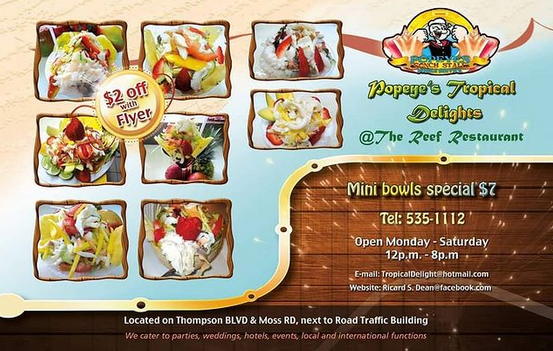 $2 off
with
Flyer
CONCH STAND
Popeye's Tropical
Delights
@The Reef Restaurant
Mini bowls special $7
Tel: 535-1112
Open Monday - Saturday
12p.m. - 8p.m
E-mail: TropicalDelight@hotmail.com
Website: Ricard S. Dean@facebook.com
Located on Thompson BLVD & Moss RD, next to Road Traffic Building
We cater to parties, weddings, hotels, events, local and international functions